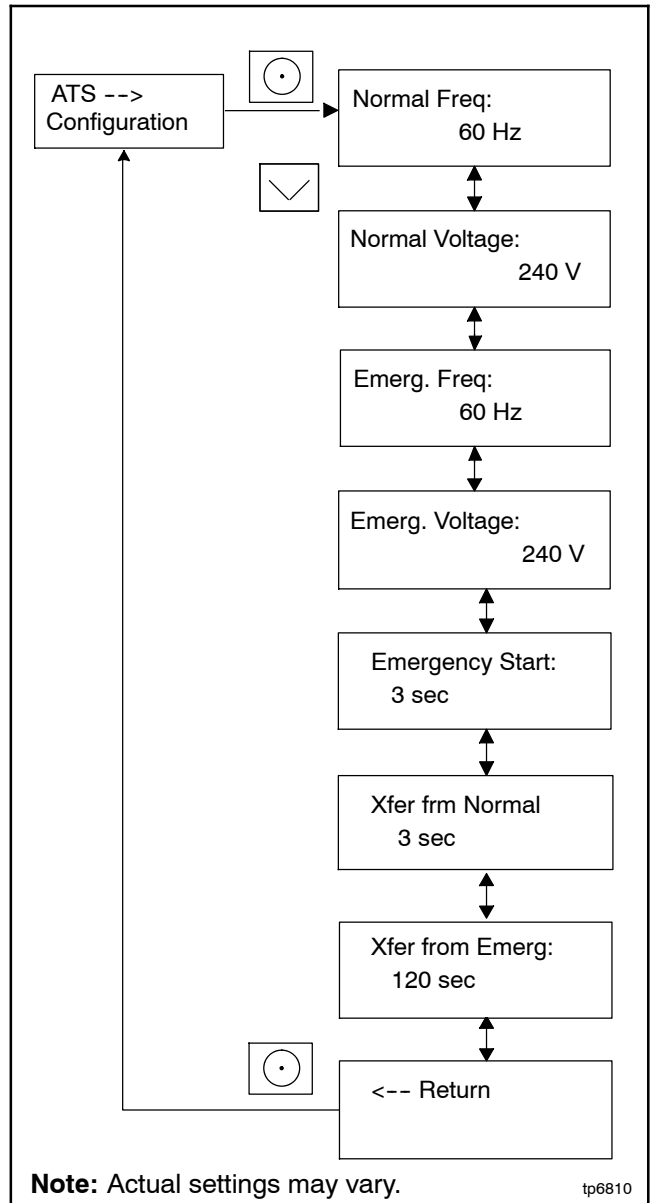 ATS -->
Configuration
Normal Freq:
60 Hz
Normal Voltage:
240 V
Emerg. Freq:
60 Hz
Emerg. Voltage:
240 V
Emergency Start:
3 sec
Xfer frm Normal
3 sec
Xfer from Emerg:
120 sec
<-- Return
Note: Actual settings may vary.
tp6810